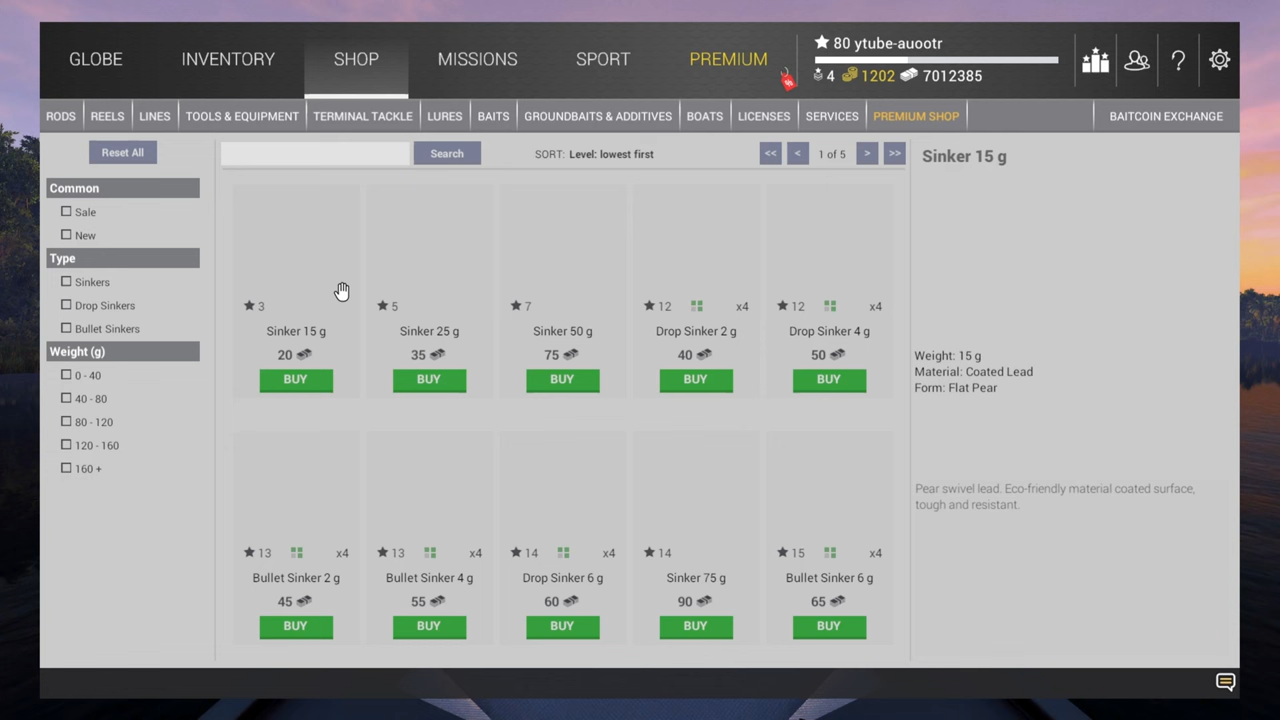 GLOBE INVENTORY SHOP MISSIONS SPORT PREMIUM
80 ytube-auootr
4 1202 7012385
RODS REELS LINES TOOLS & EQUIPMENT TERMINAL TACKLE LURES BAITS GROUNDBAITS & ADDITIVES BOATS LICENSES SERVICES PREMIUM SHOP BAITCOIN EXCHANGE
Reset All
Search SORT: Level: lowest first << < 1 of 5 > >>
Common
Sale
New
Type
Sinkers
Drop Sinkers
Bullet Sinkers
Weight (g)
0 - 40
40 - 80
80 - 120
120 - 160
160 +
3 5 7 12 x4 12 x4
Sinker 15 g Sinker 25 g Sinker 50 g Drop Sinker 2 g Drop Sinker 4 g
20 35 75 40 50
BUY BUY BUY BUY BUY
13 x4 13 x4 14 x4 14 15 x4
Bullet Sinker 2 g Bullet Sinker 4 g Drop Sinker 6 g Sinker 75 g Bullet Sinker 6 g
45 55 60 90 65
BUY BUY BUY BUY BUY
Sinker 15 g
Weight: 15 g
Material: Coated Lead
Form: Flat Pear
Pear swivel lead. Eco-friendly material coated surface,
tough and resistant.